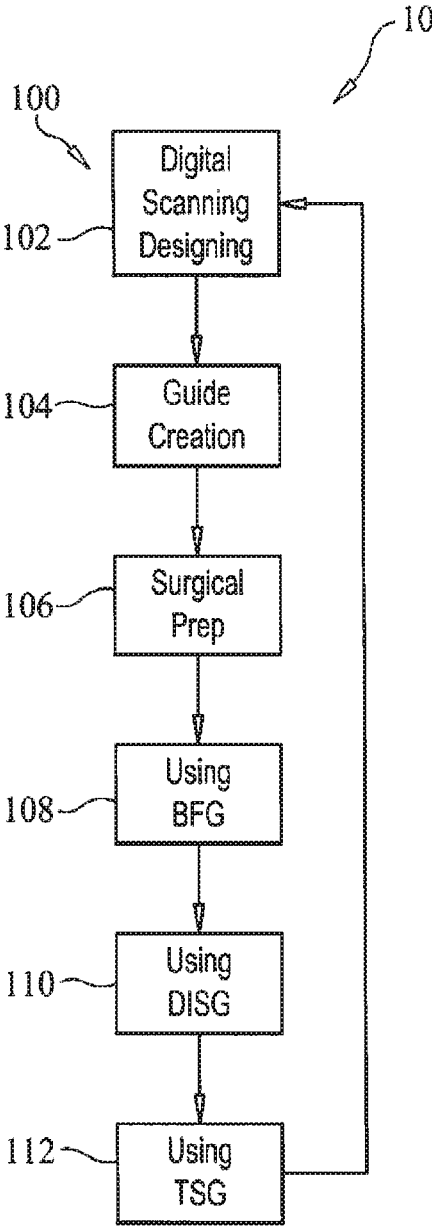 10
100
Digital
Scanning
Designing
102
Guide
Creation
104
Surgical
Prep
106
Using
BFG
108
Using
DISG
110
Using
TSG
112